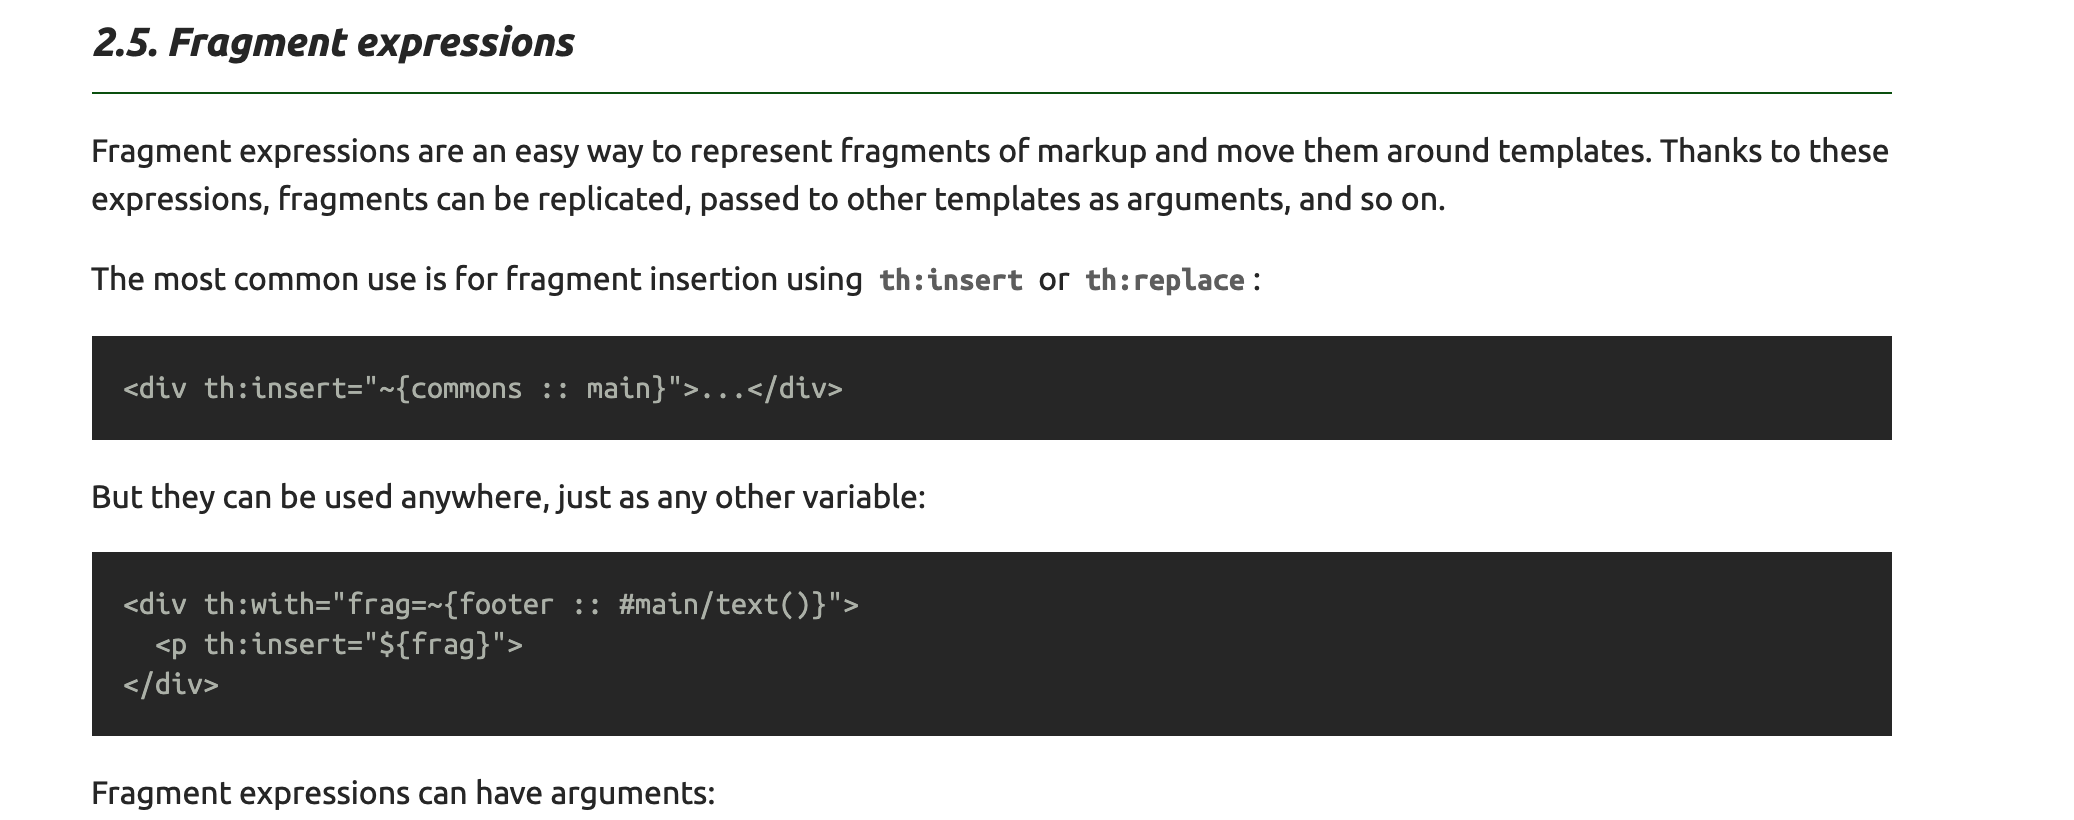 2.5. Fragment expressions
Fragment expressions are an easy way to represent fragments of markup and move them around templates. Thanks to these
expressions, fragments can be replicated, passed to other templates as arguments, and so on.
The most common use is for fragment insertion using th:insert or th:replace:
<div th:insert="~{commons :: main}">...</div>
But they can be used anywhere, just as any other variable:
<div th:with="frag=~{footer :: #main/text()}">
  <p th:insert="${frag}">
</div>
Fragment expressions can have arguments: